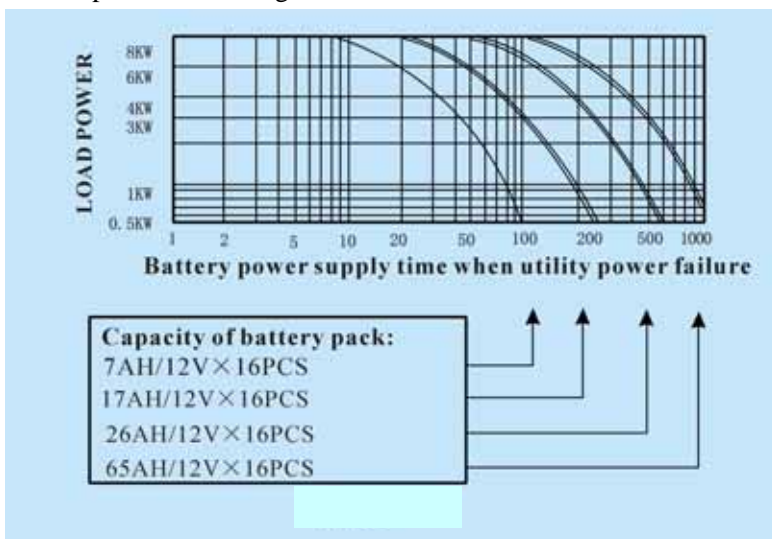 LOAD POWER
8KW
6KW
4KW
3KW
1KW
0.5KW
1 2 5 10 20 50 100 200 500 1000
Battery power supply time when utility power failure
Capacity of battery pack:
7AH/12V×16PCS
17AH/12V×16PCS
26AH/12V×16PCS
65AH/12V×16PCS